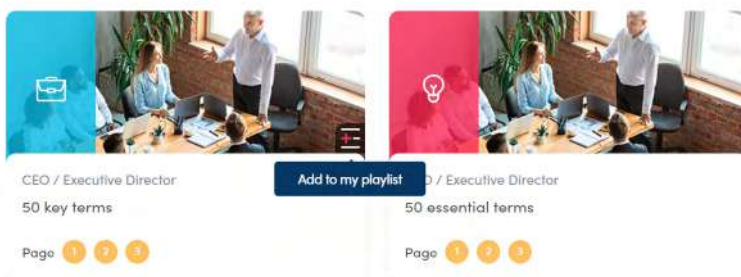 CEO / Executive Director
50 key terms
Page 1 2 3
Add to my playlist
/ Executive Director
50 essential terms
Page 1 2 3